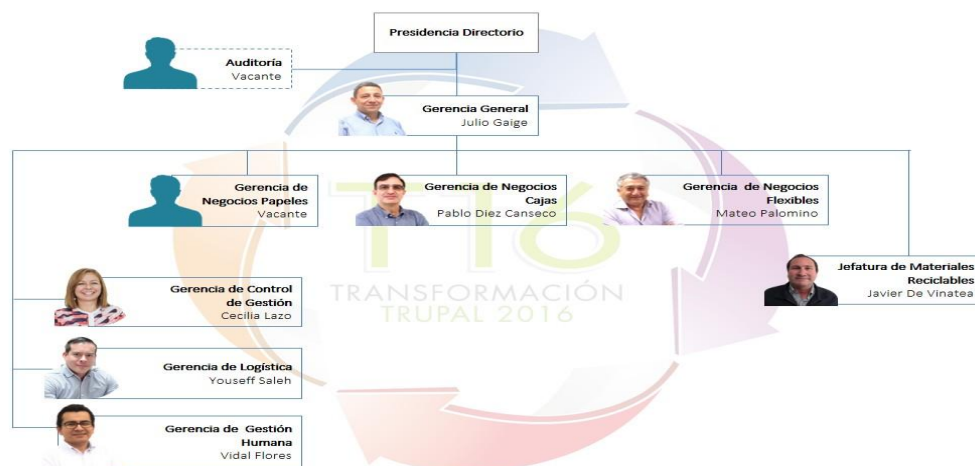 Presidencia Directorio
Auditoría
Vacante
Gerencia General
Julio Gaige
Gerencia de
Negocios Papeles
Vacante
Gerencia de Negocios
Cajas
Pablo Diez Canseco
Gerencia de Negocios
Flexibles
Mateo Palomino
Jefatura de Materiales
Reciclables
Javier De Vinatea
Gerencia de Control
de Gestión
Cecilia Lazo
Gerencia de Logística
Youseff Saleh
Gerencia de Gestión
Humana
Vidal Flores
TT16
TRANSFORMACIÓN
TRUPAL 2016